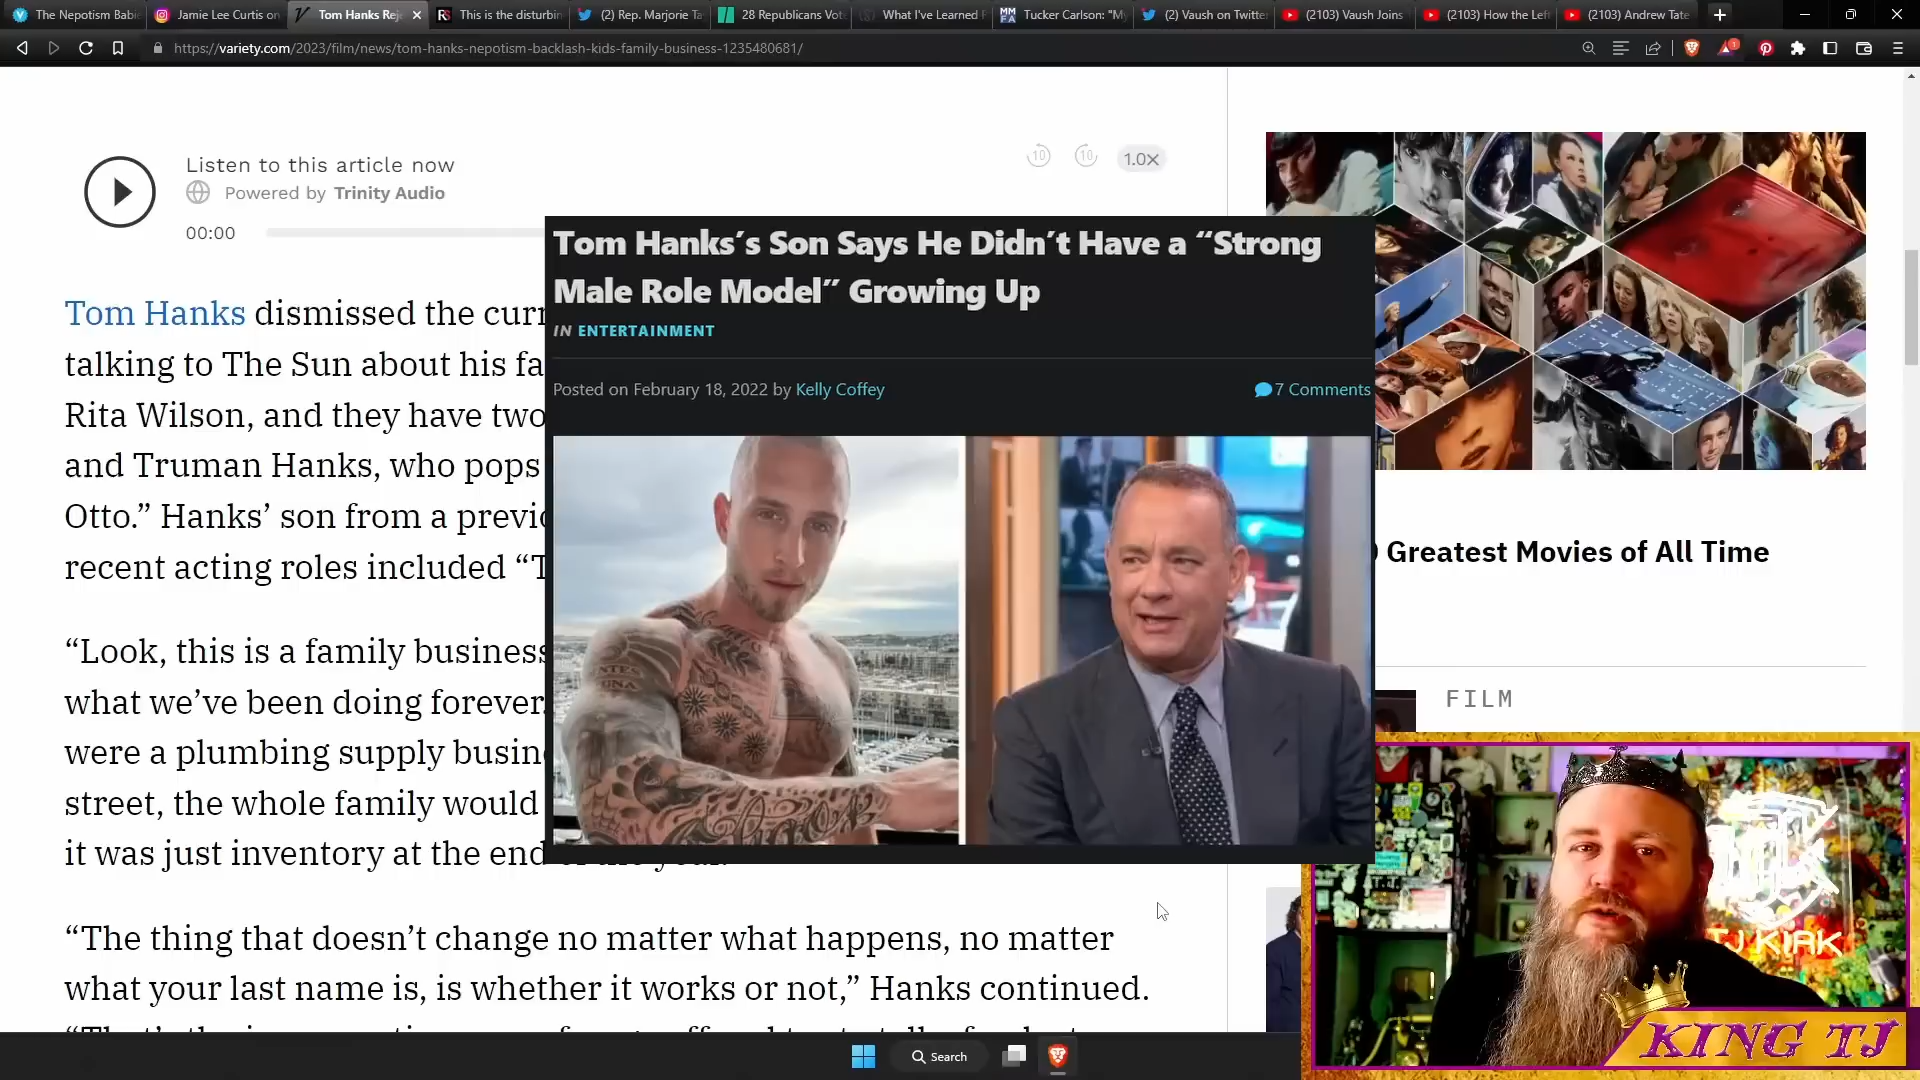 The Nepotism Babi
Jamie Lee Curtis on
Tom Hanks Rej
This is the disturbin
(2) Rep. Marjorie Ta
28 Republicans Vot
What I've Learned F
Tucker Carlson: "My
(2) Vaush on Twitte
(2103) Vaush Joins
(2103) How the Lef
(2103) Andrew Tate
https://variety.com/2023/film/news/tom-hanks-nepotism-backlash-kids-family-business-1235480681/
Listen to this article now
Powered by Trinity Audio
10
10
1.0✕
00:00
Tom Hanks dismissed the curr
talking to The Sun about his fa
Rita Wilson, and they have two
and Truman Hanks, who pops
Otto.” Hanks’ son from a previo
recent acting roles included “T
“Look, this is a family business
what we’ve been doing forever.
were a plumbing supply busin
street, the whole family would
it was just inventory at the end of the year.”
“The thing that doesn’t change no matter what happens, no matter
what your last name is, is whether it works or not,” Hanks continued.
Tom Hanks’s Son Says He Didn’t Have a “Strong
Male Role Model” Growing Up
IN ENTERTAINMENT
Posted on February 18, 2022 by Kelly Coffey
7 Comments
Greatest Movies of All Time
FILM
TJ KIRK
KING TJ
Search